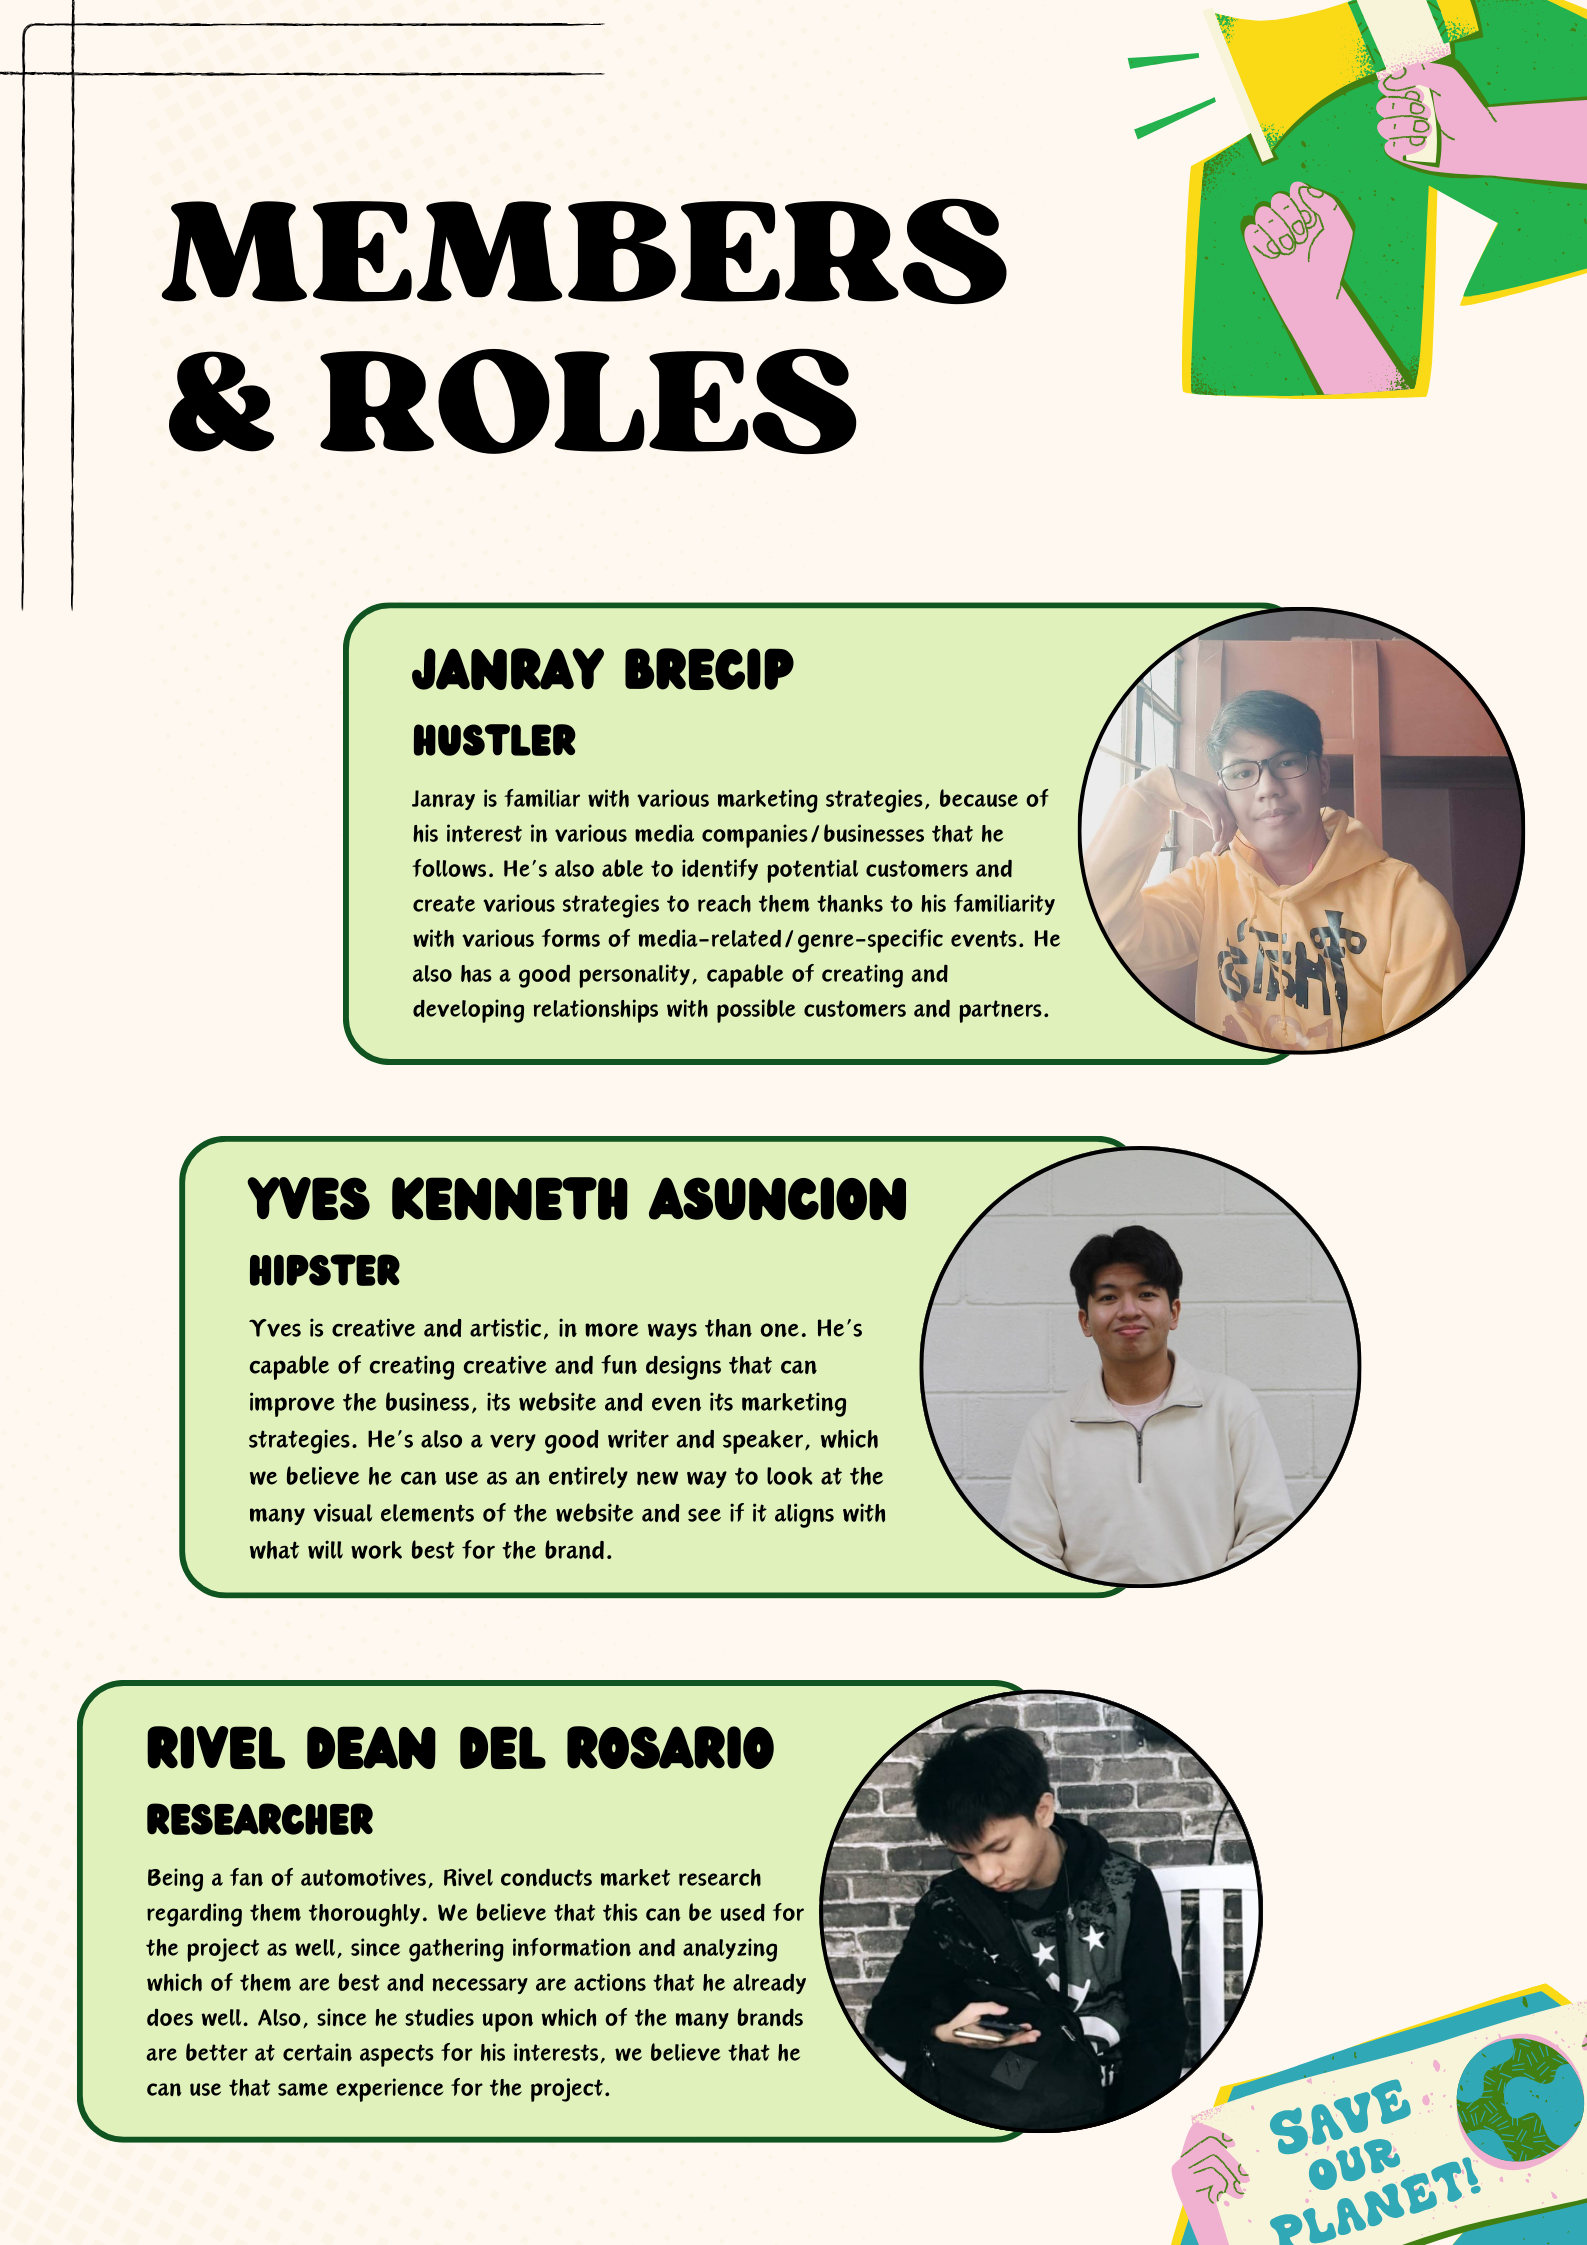 MEMBERS
& ROLES
JANRAY BRECIP
HUSTLER
Janray is familiar with various marketing strategies, because of
his interest in various media companies/businesses that he
follows. He's also able to identify potential customers and
create various strategies to reach them thanks to his familiarity
with various forms of media-related/genre-specific events. He
also has a good personality, capable of creating and
developing relationships with possible customers and partners.
YVES KENNETH ASUNCION
HIPSTER
Yves is creative and artistic, in more ways than one. He's
capable of creating creative and fun designs that can
improve the business, its website and even its marketing
strategies. He's also a very good writer and speaker, which
we believe he can use as an entirely new way to look at the
many visual elements of the website and see if it aligns with
what will work best for the brand.
RIVEL DEAN DEL ROSARIO
RESEARCHER
Being a fan of automotives, Rivel conducts market research
regarding them thoroughly. We believe that this can be used for
the project as well, since gathering information and analyzing
which of them are best and necessary are actions that he already
does well. Also, since he studies upon which of the many brands
are better at certain aspects for his interests, we believe that he
can use that same experience for the project.
SAVE
OUR
PLANET!